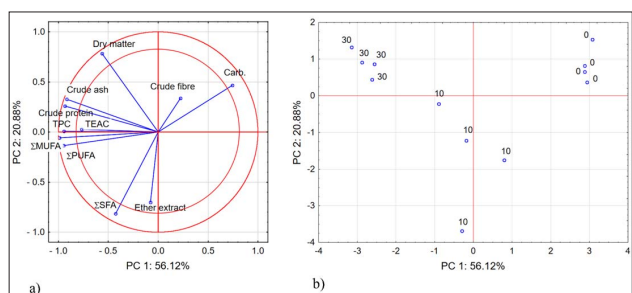 1.0
0.5
0.0
- 0.5
- 1.0
PC 2: 20.88%
Dry matter
Carb.
Crude ash
Crude fibre
Crude protein
TPC
TEAC
ΣMUFA
ΣPUFA
ΣSFA
Ether extract
- 1.0
- 0.5
0.0
0.5
1.0
PC 1: 56.12%
a)
2
1
0
-1
-2
-3
-4
PC 2: 20.88%
30
30
30
30
0
0
0
0
10
10
10
10
-4
-3
-2
-1
0
1
2
3
4
PC 1: 56.12%
b)